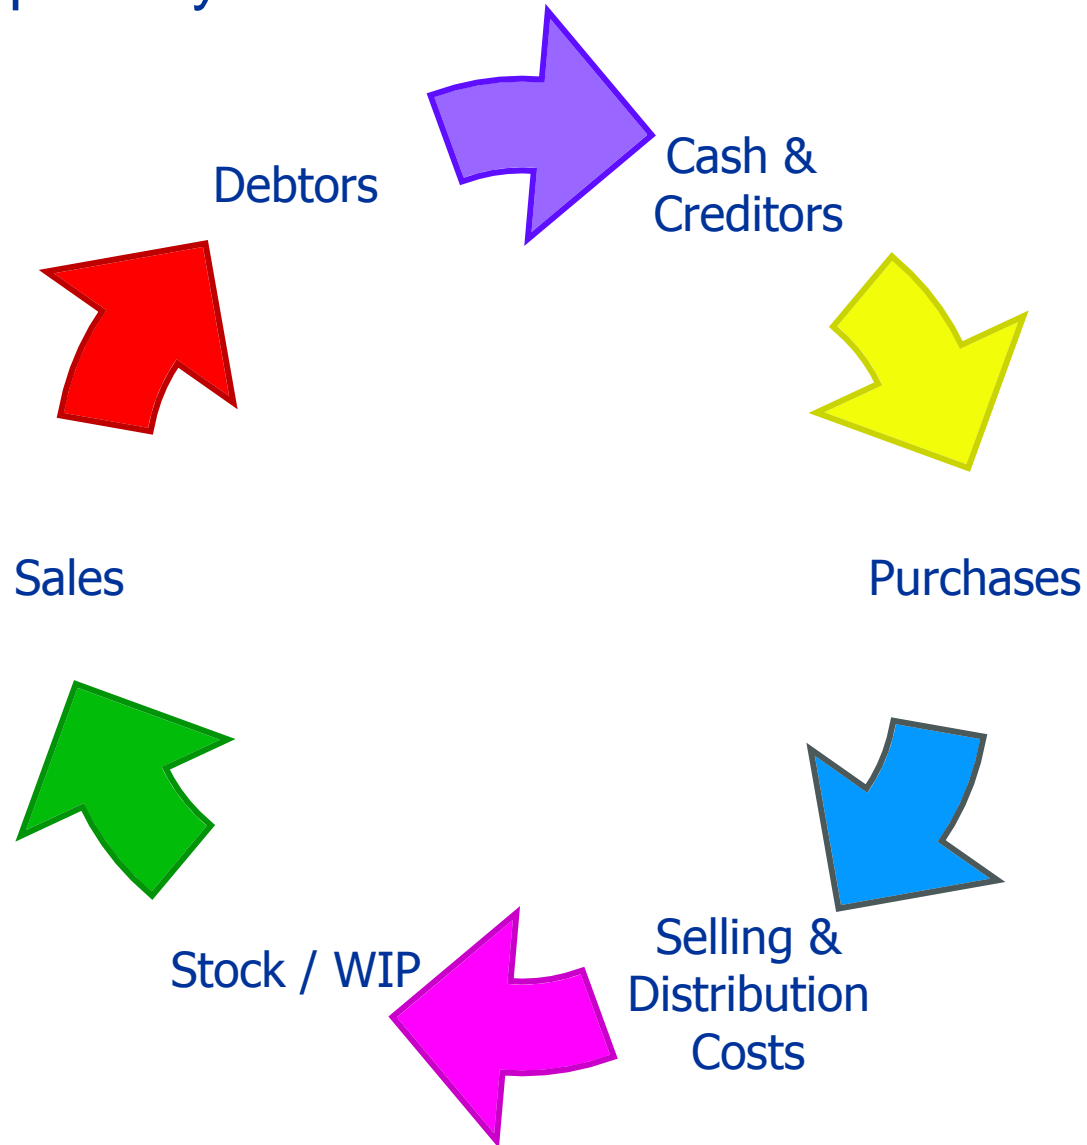 Debtors
Cash &
Creditors
Sales
Purchases
Stock / WIP
Selling &
Distribution
Costs